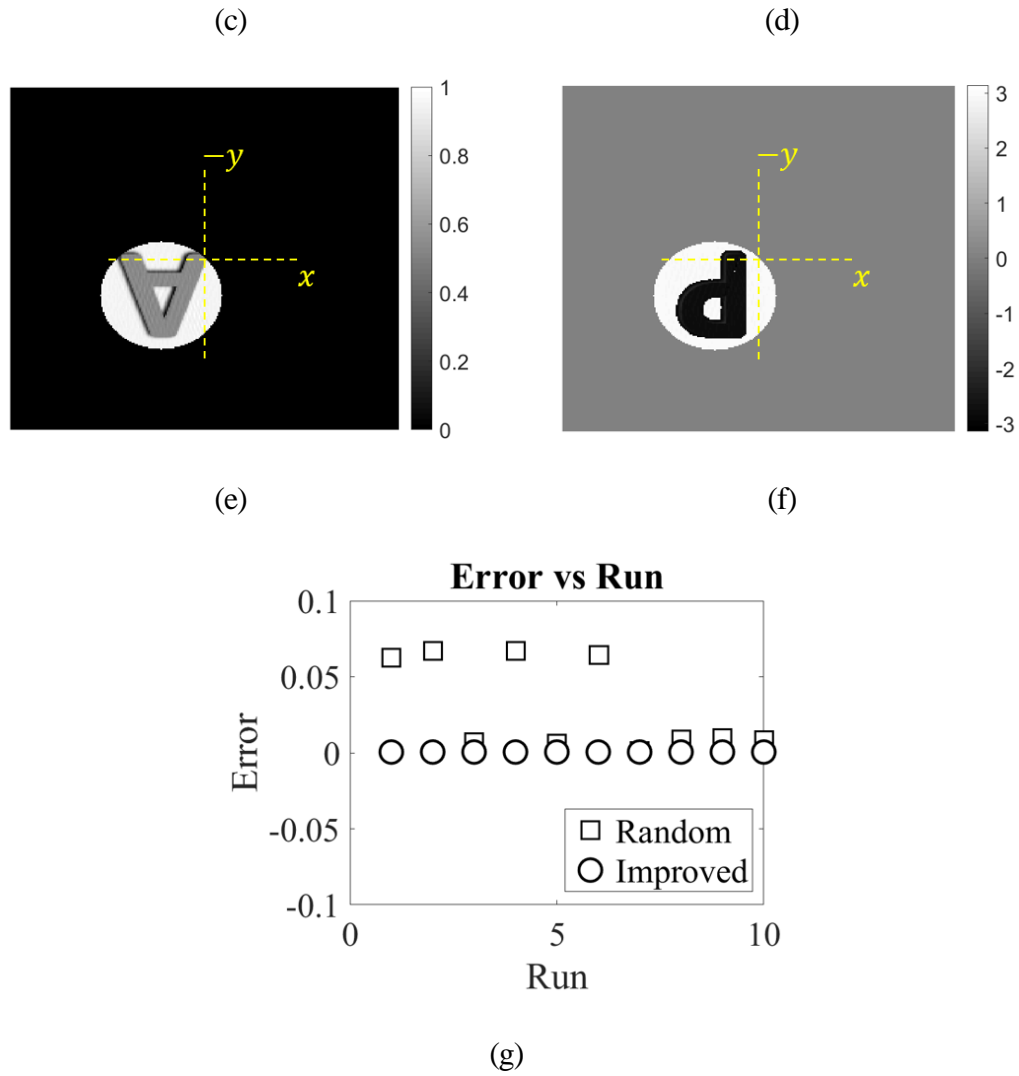 (c)
(d)
1
0.8
0.6
0.4
0.2
0
−y
x
A
3
2
1
0
-1
-2
-3
−y
x
P
(e)
(f)
Error vs Run
0.1
0.05
0
-0.05
-0.1
Error
0
5
10
Run
Random
Improved
(g)